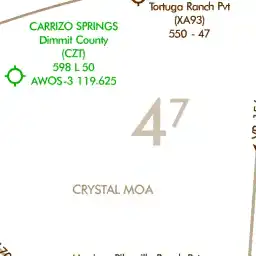 Tortuga Ranch Pvt
(XA93)
550 - 47
CARRIZO SPRINGS
Dimmit County
(CZT)
598 L 50
AWOS-3 119.625
47
CRYSTAL MOA